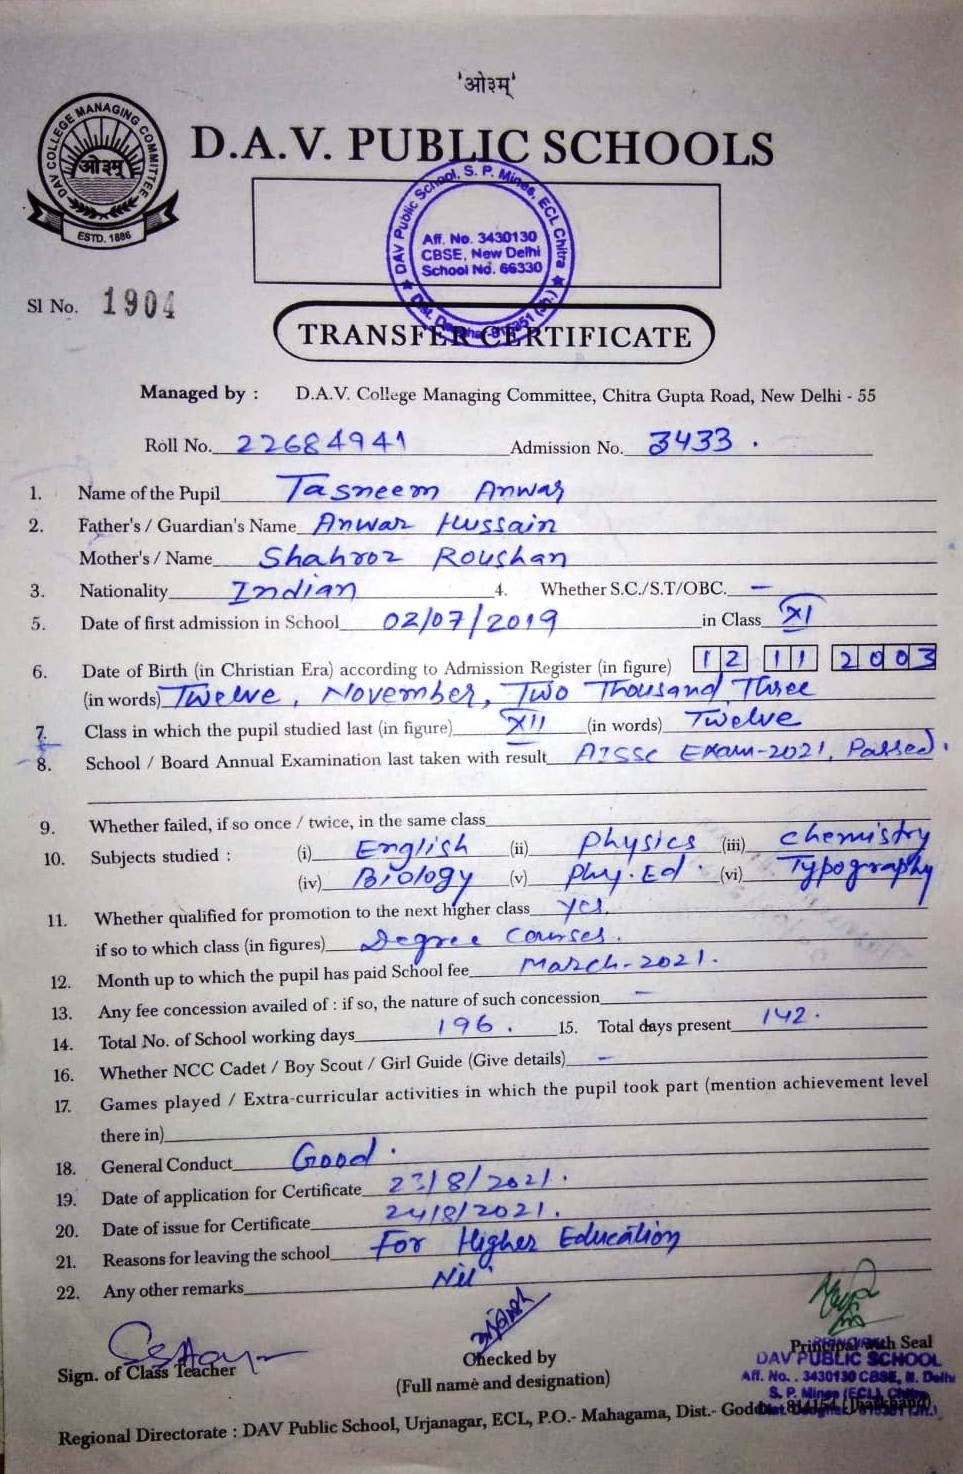 'ओ३म्'
DAV COLLEGE MANAGING COMMITTEE
ओ३म्
ESTD. 1886
D.A.V. PUBLIC SCHOOLS
DAV Public School, S. P. Mines, ECL Chitra
Aff. No. 3430130
CBSE, New Delhi
School No. 66330
Sl No. 1904
TRANSFER CERTIFICATE
Managed by : D.A.V. College Managing Committee, Chitra Gupta Road, New Delhi - 55
Roll No. 22684941 Admission No. 3433.
1. Name of the Pupil Tasneem Anwar
2. Father's / Guardian's Name Anwar Hussain
Mother's / Name Shahroz Roushan
3. Nationality Indian 4. Whether S.C./S.T/OBC. —
5. Date of first admission in School 02/07/2019 in Class XI
6. Date of Birth (in Christian Era) according to Admission Register (in figure) 12 11 2003
(in words) Twelve, November, Two Thousand Three
7. Class in which the pupil studied last (in figure) XII (in words) Twelve
8. School / Board Annual Examination last taken with result AISSC Exam-2021, Passed.
9. Whether failed, if so once / twice, in the same class
10. Subjects studied : (i) English (ii) Physics (iii) Chemistry
(iv) Biology (v) Phy. Ed (vi) Typography
11. Whether qualified for promotion to the next higher class yes.
if so to which class (in figures) Degree Courses.
12. Month up to which the pupil has paid School fee March-2021.
13. Any fee concession availed of : if so, the nature of such concession —
14. Total No. of School working days 196. 15. Total days present 142.
16. Whether NCC Cadet / Boy Scout / Girl Guide (Give details) —
17. Games played / Extra-curricular activities in which the pupil took part (mention achievement level
there in)
18. General Conduct Good.
19. Date of application for Certificate 23/8/2021.
20. Date of issue for Certificate 24/8/2021.
21. Reasons for leaving the school For Higher Education
22. Any other remarks Nil
Sign. of Class Teacher
Checked by
(Full name and designation)
Principal with Seal
PRINCIPAL
DAV PUBLIC SCHOOL
Aff. No. . 3430130 CBSE, N. Delhi
S. P. Mines (ECL), Chitra
Regional Directorate : DAV Public School, Urjanagar, ECL, P.O.- Mahagama, Dist.- Godda 814154 (Jharkhand)